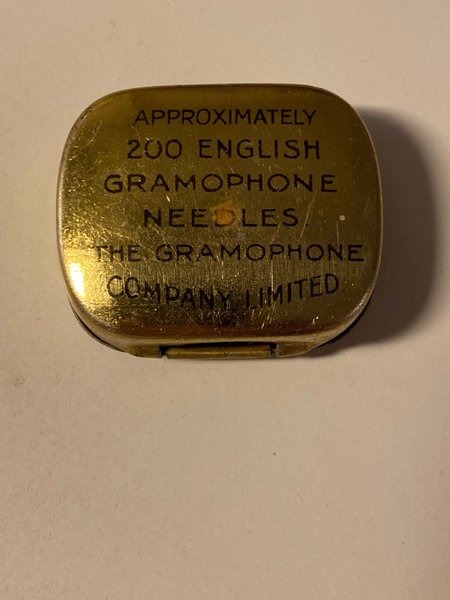 APPROXIMATELY
200 ENGLISH
GRAMOPHONE
NEEDLES.
THE GRAMOPHONE
COMPANY, LIMITED.